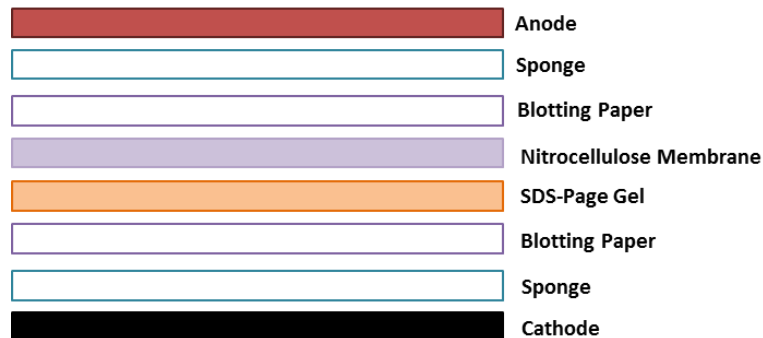 Anode
Sponge
Blotting Paper
Nitrocellulose Membrane
SDS-Page Gel
Blotting Paper
Sponge
Cathode